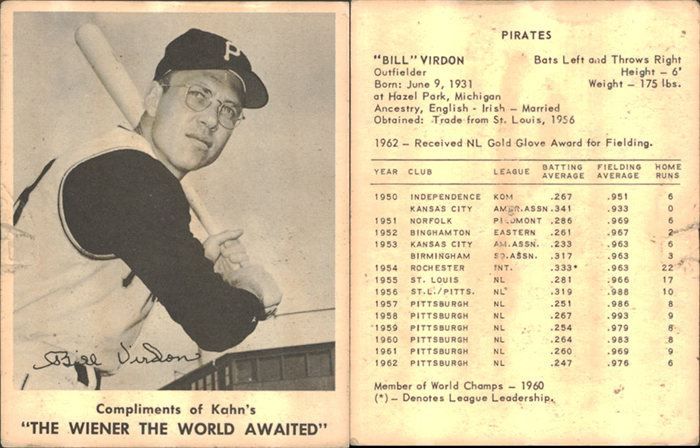 P
Bill Virdon
Compliments of Kahn's
"THE WIENER THE WORLD AWAITED"
PIRATES
"BILL" VIRDON Bats Left and Throws Right
Outfielder Height — 6'
Born: June 9, 1931 Weight — 175 lbs.
at Hazel Park, Michigan
Ancestry, English - Irish — Married
Obtained: Trade from St. Louis, 1956
1962 — Received NL Gold Glove Award for Fielding.
YEAR CLUB LEAGUE BATTING AVERAGE FIELDING AVERAGE HOME RUNS
1950 INDEPENDENCE KOM .267 .951 6
KANSAS CITY AMER.ASSN .341 .933 0
1951 NORFOLK PIEDMONT .286 .969 6
1952 BINGHAMTON EASTERN .261 .967 2
1953 KANSAS CITY AM.ASSN. .233 .963 6
BIRMINGHAM SO.ASSN. .317 .963 3
1954 ROCHESTER INT. .333* .963 22
1955 ST. LOUIS NL .281 .966 17
1956 ST.L./PITTS. NL .319 .988 10
1957 PITTSBURGH NL .251 .986 8
1958 PITTSBURGH NL .267 .993 9
1959 PITTSBURGH NL .254 .979 8
1960 PITTSBURGH NL .264 .983 8
1961 PITTSBURGH NL .260 .969 9
1962 PITTSBURGH NL .247 .976 6
Member of World Champs — 1960
(*) — Denotes League Leadership.